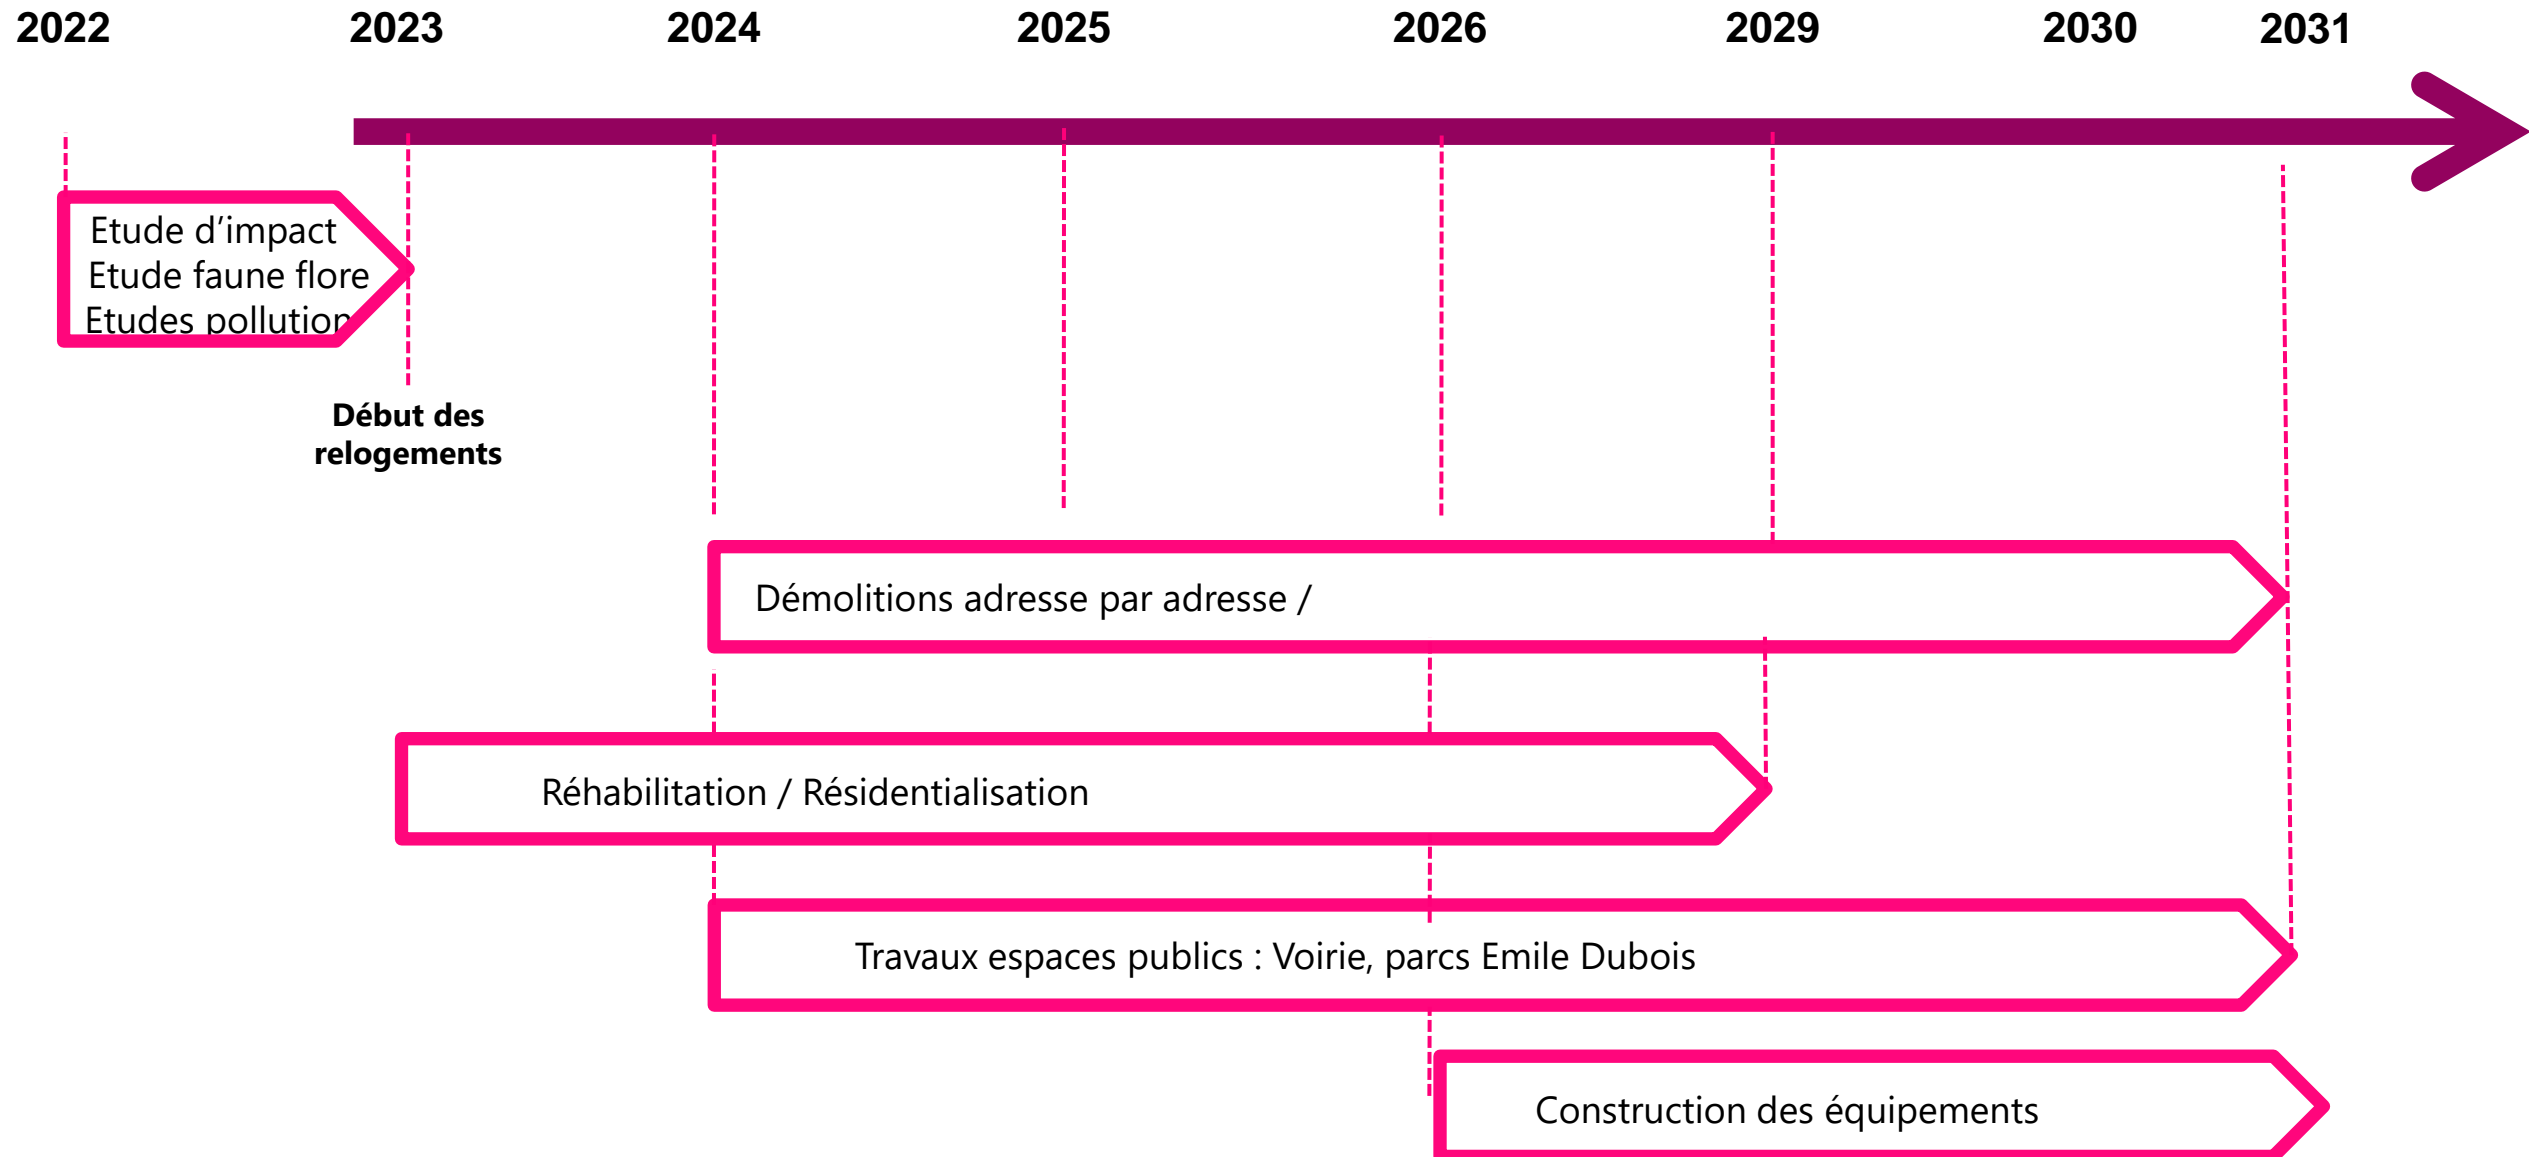 2022 2023 2024 2025 2026 2029 2030 2031
Etude d’impact
Etude faune flore
Etudes pollution
Début des
relogements
Démolitions adresse par adresse /
Réhabilitation / Résidentialisation
Travaux espaces publics : Voirie, parcs Emile Dubois
Construction des équipements